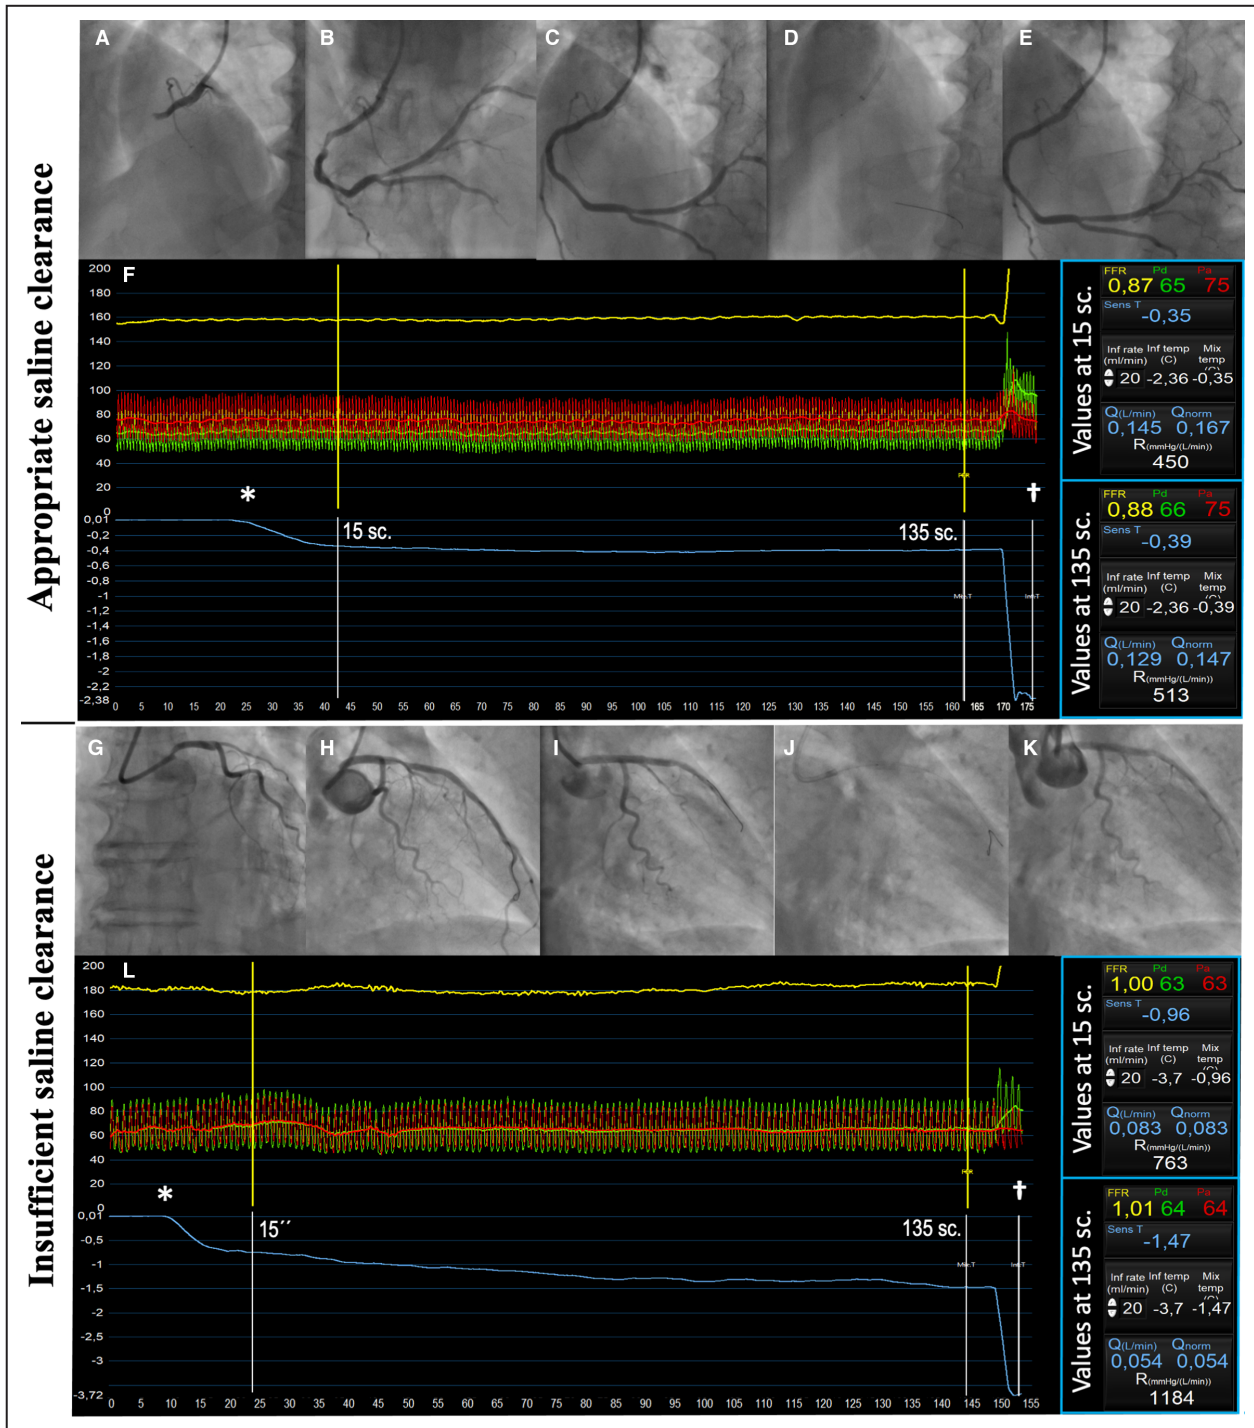 Appropriate saline clearance
A
B
C
D
E
F
200
180
160
140
120
100
80
60
40
20
0
*
†
0,01
-0,2
-0,4
-0,6
-0,8
-1
-1,2
-1,4
-1,6
-1,8
-2
-2,2
-2,38
15 sc.
135 sc.
0 5 10 15 20 25 30 35 40 45 50 55 60 65 70 75 80 85 90 95 100 105 110 115 120 125 130 135 140 145 150 155 160 165 170 175
Values at 15 sc.
FFR Pd Pa
0,87 65 75
Sens T
-0,35
Inf rate Inf temp Mix
(ml/min) (C) temp
20 -2,36 -0,35
Q(L/min) Qnorm
0,145 0,167
R(mmHg/(L/min))
450
Values at 135 sc.
FFR Pd Pa
0,88 66 75
Sens T
-0,39
Inf rate Inf temp Mix
(ml/min) (C) temp
20 -2,36 -0,39
Q(L/min) Qnorm
0,129 0,147
R(mmHg/(L/min))
513
Insufficient saline clearance
G
H
I
J
K
L
200
180
160
140
120
100
80
60
40
20
0
*
†
0,01
-0,5
-1
-1,5
-2
-2,5
-3
-3,72
15´´
135 sc.
0 5 10 15 20 25 30 35 40 45 50 55 60 65 70 75 80 85 90 95 100 105 110 115 120 125 130 135 140 145 150 155
Values at 15 sc.
FFR Pd Pa
1,00 63 63
Sens T
-0,96
Inf rate Inf temp Mix
(ml/min) (C) temp
20 -3,7 -0,96
Q(L/min) Qnorm
0,083 0,083
R(mmHg/(L/min))
763
Values at 135 sc.
FFR Pd Pa
1,01 64 64
Sens T
-1,47
Inf rate Inf temp Mix
(ml/min) (C) temp
20 -3,7 -1,47
Q(L/min) Qnorm
0,054 0,054
R(mmHg/(L/min))
1184